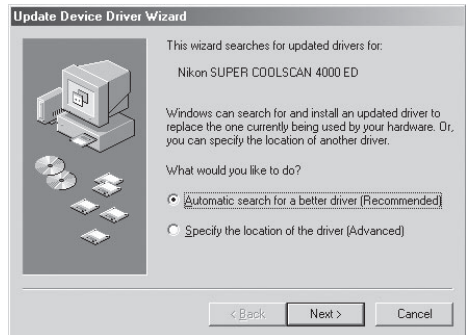 Update Device Driver Wizard
This wizard searches for updated drivers for:
Nikon SUPER COOLSCAN 4000 ED
Windows can search for and install an updated driver to
replace the one currently being used by your hardware. Or,
you can specify the location of another driver.
What would you like to do?
Automatic search for a better driver (Recommended)
Specify the location of the driver (Advanced)
< Back
Next >
Cancel